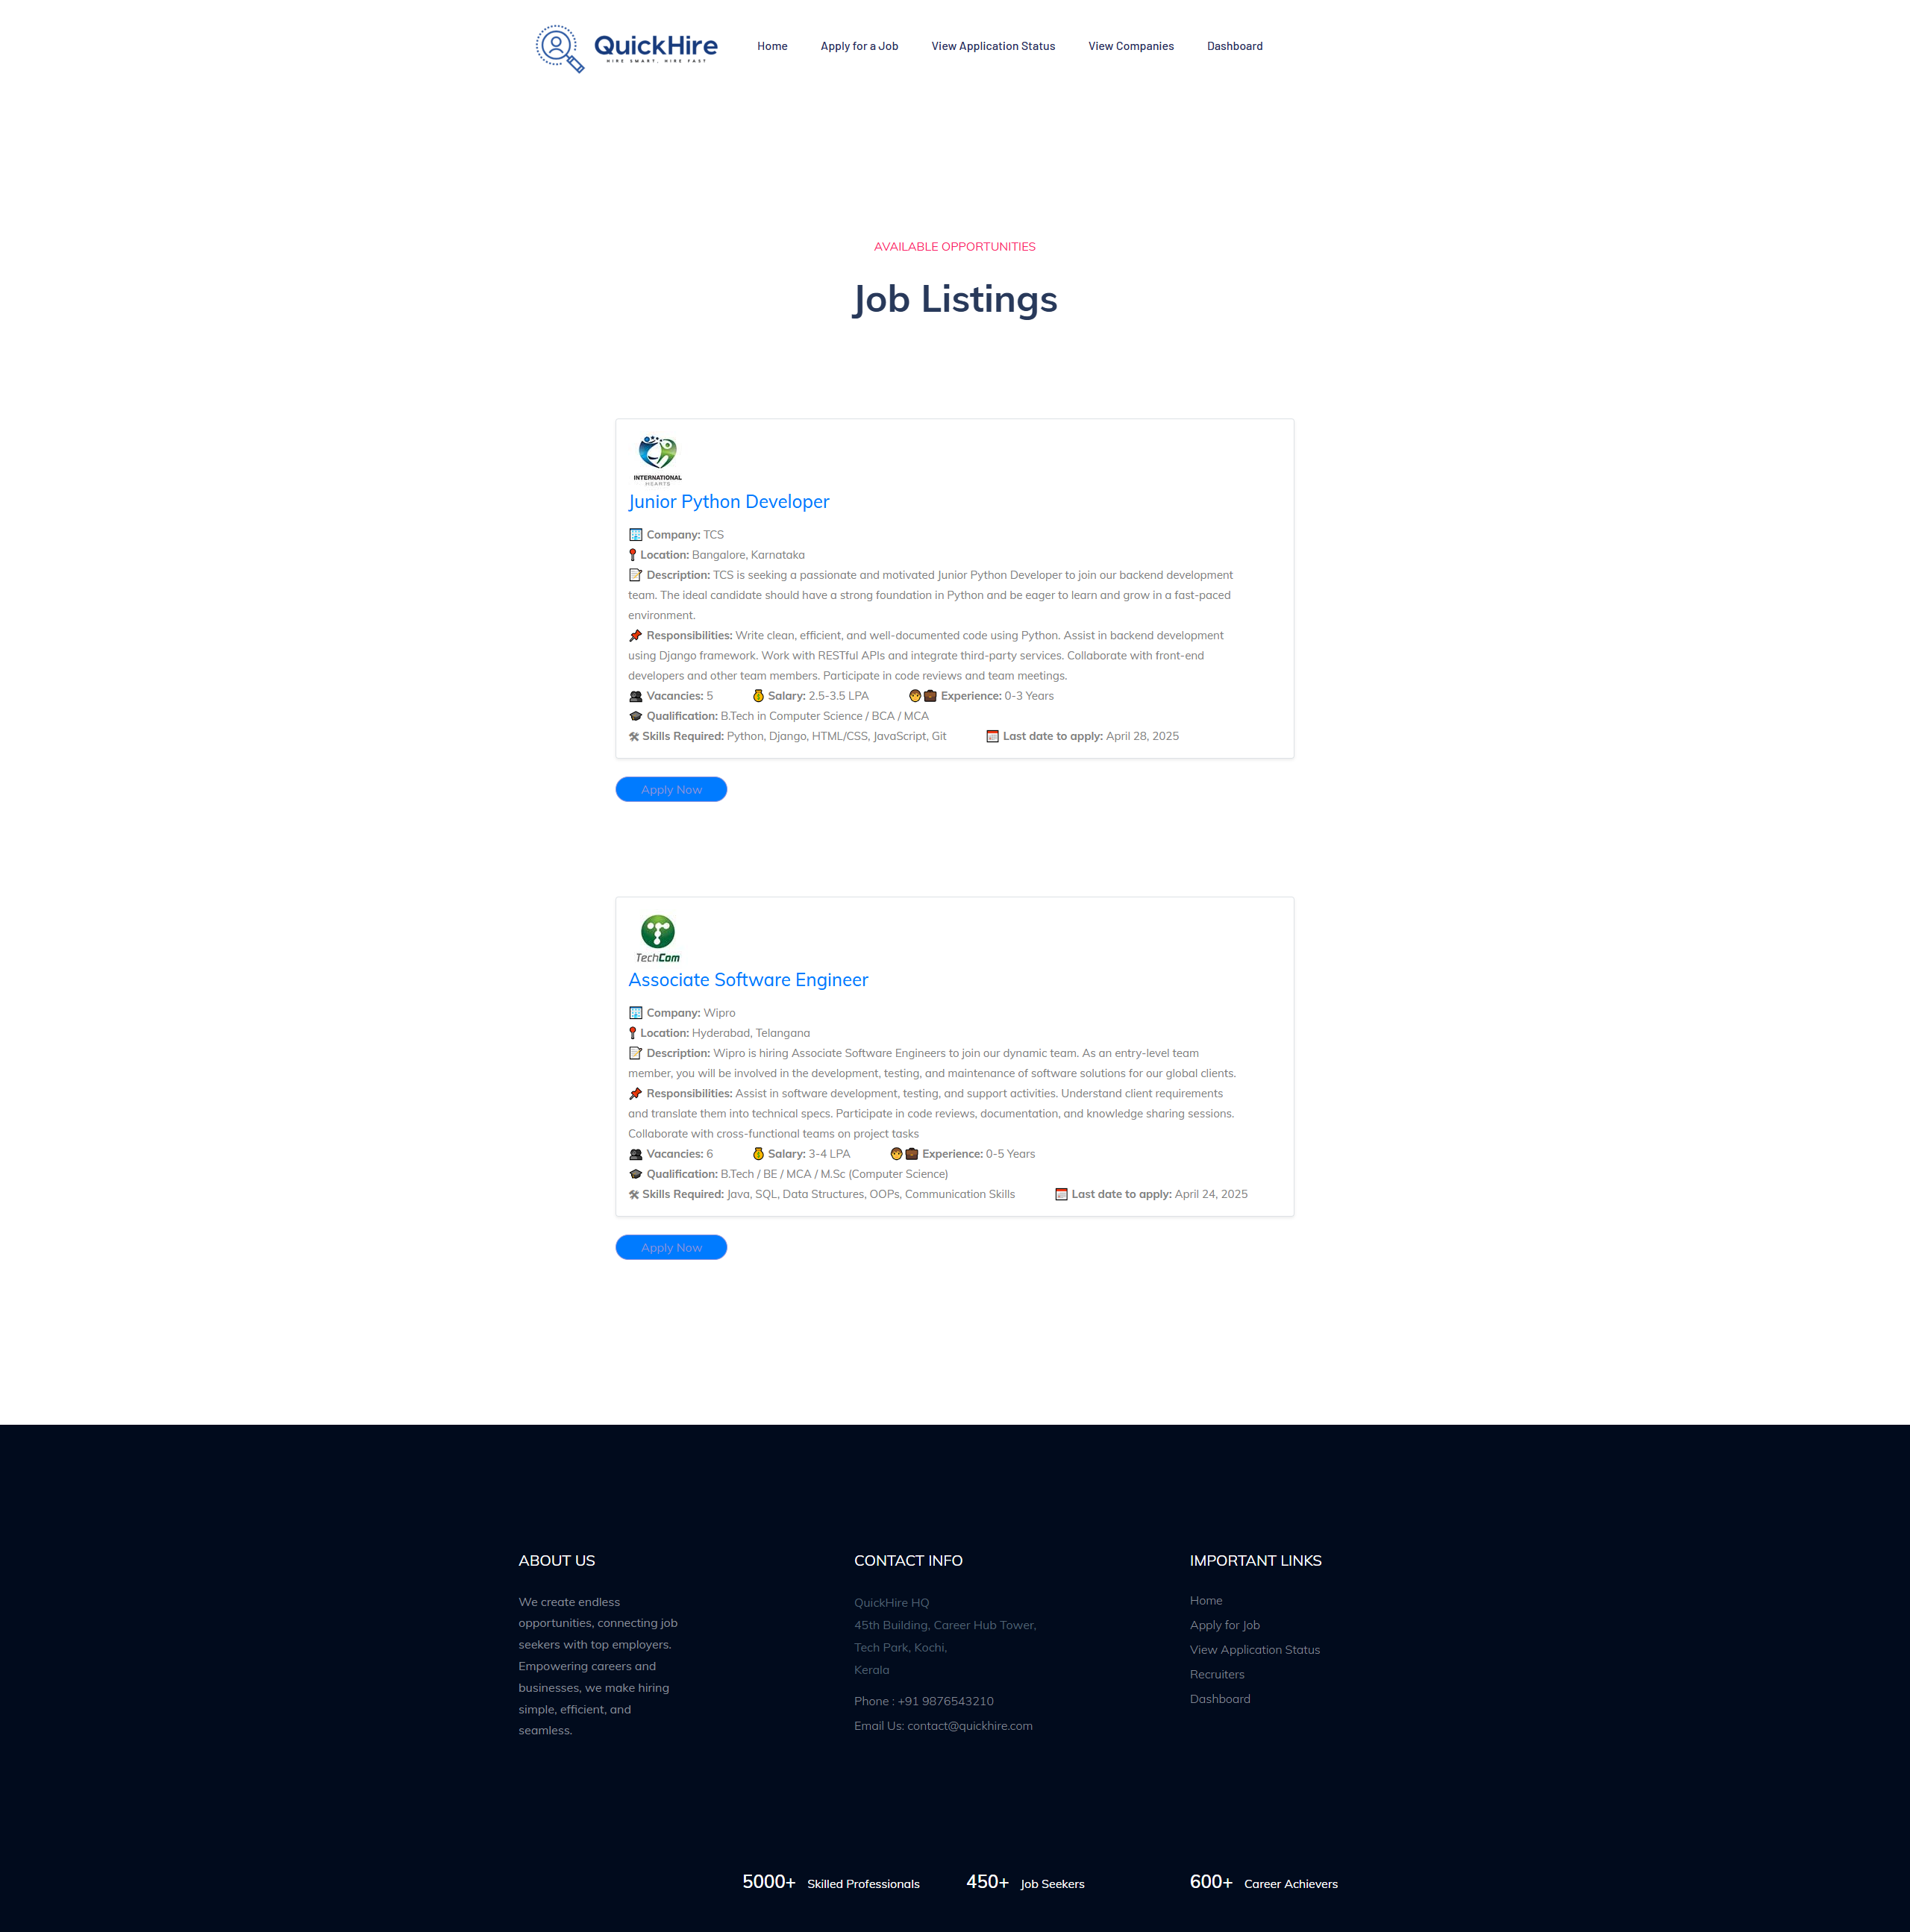 QuickHire
HIRE SMART, HIRE FAST
Home
Apply for a Job
View Application Status
View Companies
Dashboard
AVAILABLE OPPORTUNITIES
Job Listings
INTERNATIONAL
HEARTS
Junior Python Developer
Company: TCS
Location: Bangalore, Karnataka
Description: TCS is seeking a passionate and motivated Junior Python Developer to join our backend development
team. The ideal candidate should have a strong foundation in Python and be eager to learn and grow in a fast-paced
environment.
Responsibilities: Write clean, efficient, and well-documented code using Python. Assist in backend development
using Django framework. Work with RESTful APIs and integrate third-party services. Collaborate with front-end
developers and other team members. Participate in code reviews and team meetings.
Vacancies: 5 Salary: 2.5-3.5 LPA Experience: 0-3 Years
Qualification: B.Tech in Computer Science / BCA / MCA
Skills Required: Python, Django, HTML/CSS, JavaScript, Git Last date to apply: April 28, 2025
Apply Now
TechCom
Associate Software Engineer
Company: Wipro
Location: Hyderabad, Telangana
Description: Wipro is hiring Associate Software Engineers to join our dynamic team. As an entry-level team
member, you will be involved in the development, testing, and maintenance of software solutions for our global clients.
Responsibilities: Assist in software development, testing, and support activities. Understand client requirements
and translate them into technical specs. Participate in code reviews, documentation, and knowledge sharing sessions.
Collaborate with cross-functional teams on project tasks
Vacancies: 6 Salary: 3-4 LPA Experience: 0-5 Years
Qualification: B.Tech / BE / MCA / M.Sc (Computer Science)
Skills Required: Java, SQL, Data Structures, OOPs, Communication Skills Last date to apply: April 24, 2025
Apply Now
ABOUT US
We create endless
opportunities, connecting job
seekers with top employers.
Empowering careers and
businesses, we make hiring
simple, efficient, and
seamless.
CONTACT INFO
QuickHire HQ
45th Building, Career Hub Tower,
Tech Park, Kochi,
Kerala
Phone : +91 9876543210
Email Us: contact@quickhire.com
IMPORTANT LINKS
Home
Apply for Job
View Application Status
Recruiters
Dashboard
5000+ Skilled Professionals
450+ Job Seekers
600+ Career Achievers